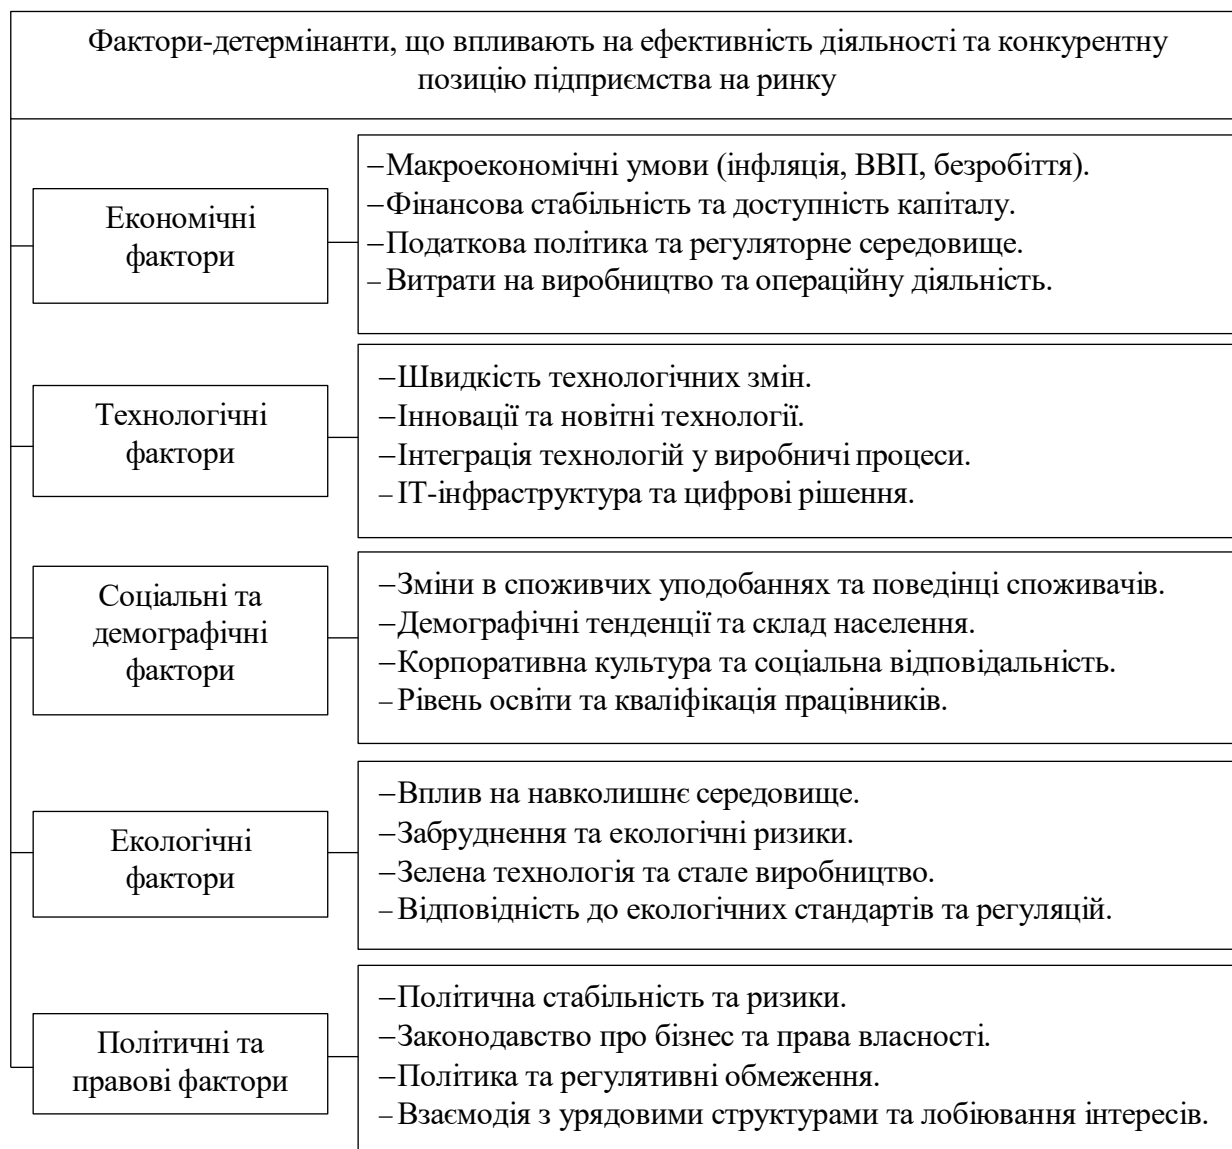 Фактори-детермінанти, що впливають на ефективність діяльності та конкурентну
позицію підприємства на ринку
Економічні
фактори
–Макроекономічні умови (інфляція, ВВП, безробіття).
–Фінансова стабільність та доступність капіталу.
–Податкова політика та регуляторне середовище.
–Витрати на виробництво та операційну діяльність.
Технологічні
фактори
–Швидкість технологічних змін.
–Інновації та новітні технології.
–Інтеграція технологій у виробничі процеси.
–ІТ-інфраструктура та цифрові рішення.
Соціальні та
демографічні
фактори
–Зміни в споживчих уподобаннях та поведінці споживачів.
–Демографічні тенденції та склад населення.
–Корпоративна культура та соціальна відповідальність.
–Рівень освіти та кваліфікація працівників.
Екологічні
фактори
–Вплив на навколишнє середовище.
–Забруднення та екологічні ризики.
–Зелена технологія та стале виробництво.
–Відповідність до екологічних стандартів та регуляцій.
Політичні та
правові фактори
–Політична стабільність та ризики.
–Законодавство про бізнес та права власності.
–Політика та регулятивні обмеження.
–Взаємодія з урядовими структурами та лобіювання інтересів.